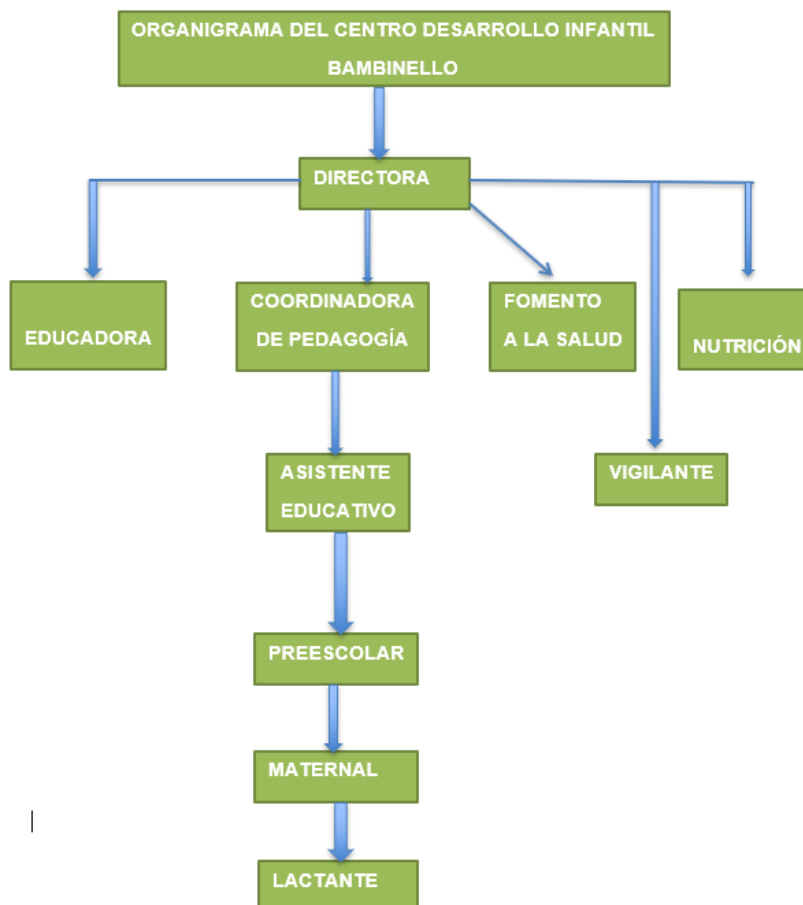 ORGANIGRAMA DEL CENTRO DESARROLLO INFANTIL
BAMBINELLO
DIRECTORA
EDUCADORA
COORDINADORA
DE PEDAGOGÍA
FOMENTO
A LA SALUD
NUTRICIÓN
ASISTENTE
EDUCATIVO
VIGILANTE
PREESCOLAR
MATERNAL
LACTANTE